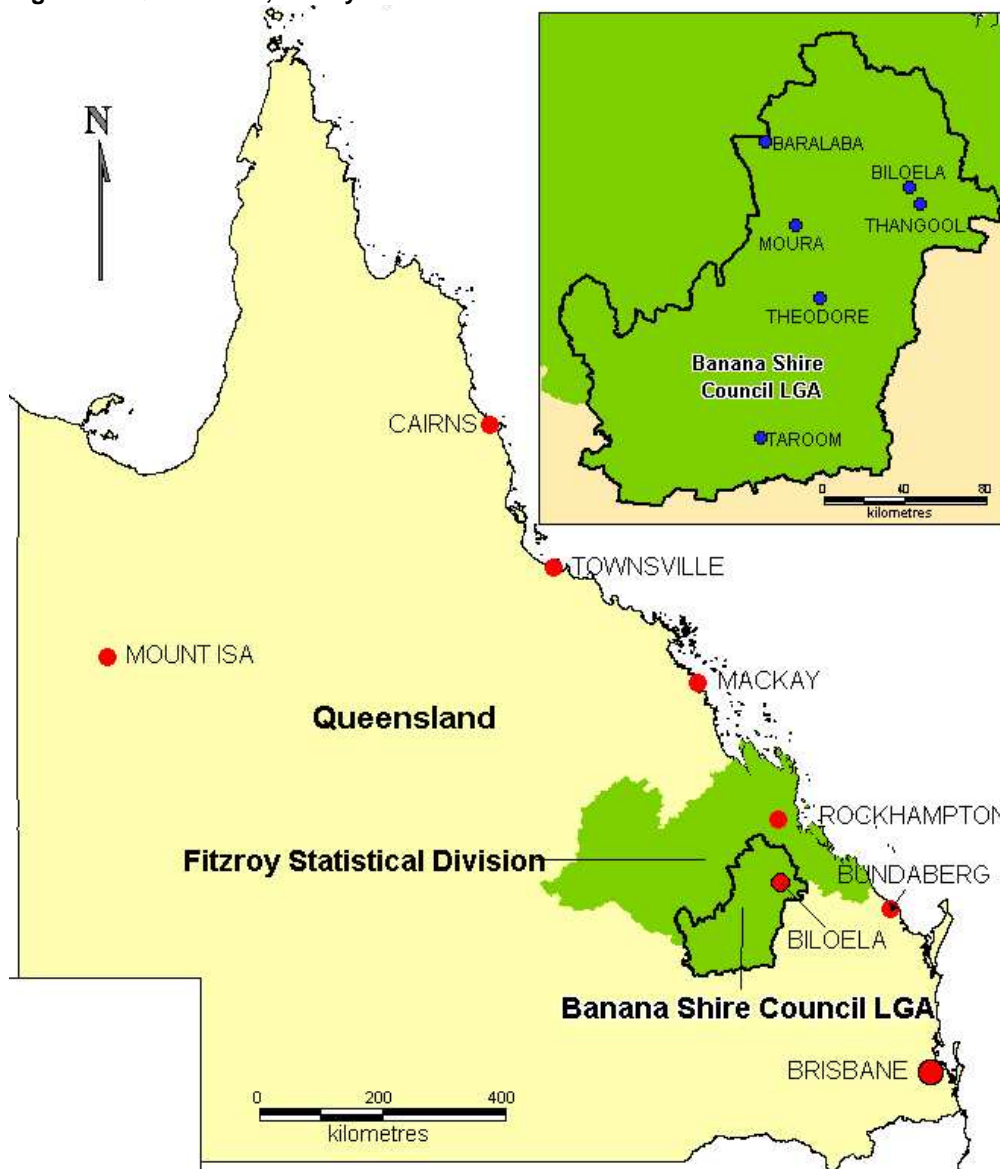 N
BARALABA
BILOELA
THANGOOL
MOURA
THEODORE
Banana Shire
Council LGA
TAROOM
0 40 80
kilometres
CAIRNS
TOWNSVILLE
MOUNT ISA
MACKAY
Queensland
ROCKHAMPTON
Fitzroy Statistical Division
BUNDABERG
BILOELA
Banana Shire Council LGA
BRISBANE
0 200 400
kilometres